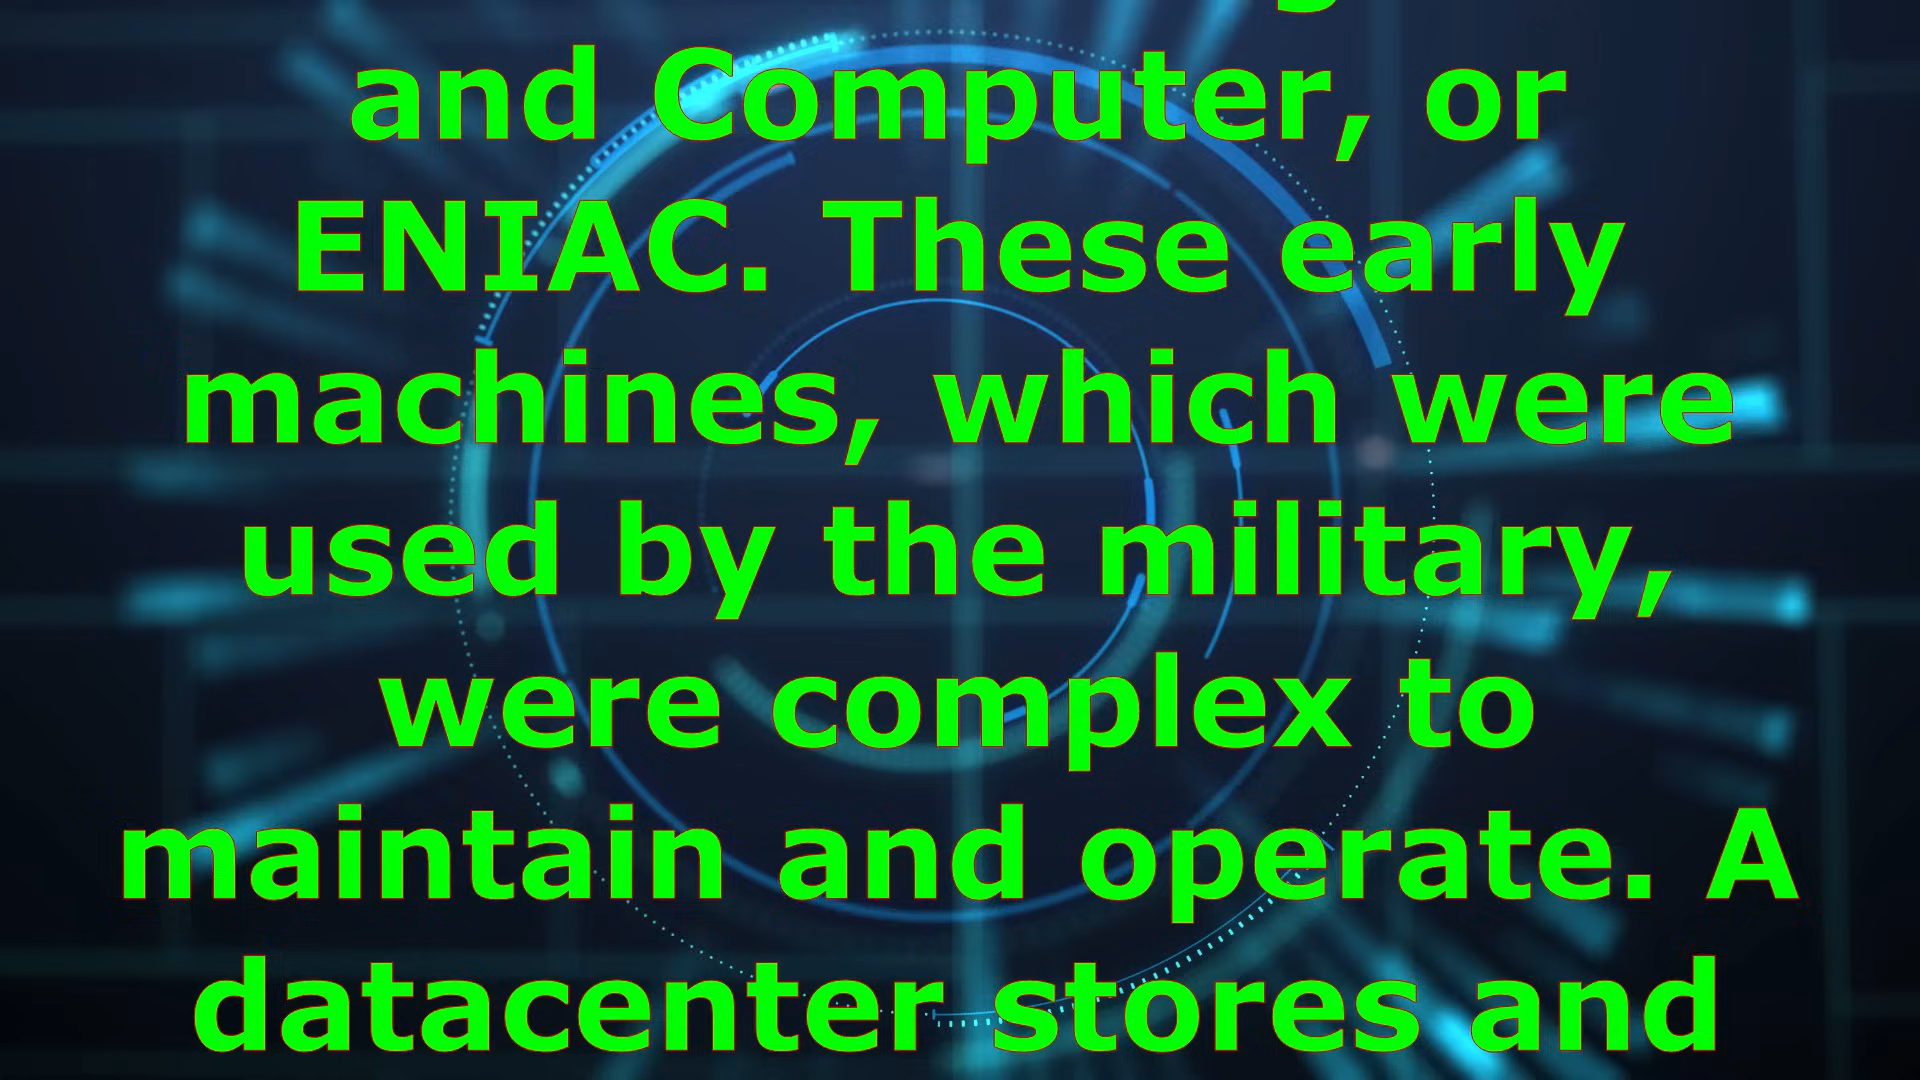 and Computer, or
ENIAC. These early
machines, which were
used by the military,
were complex to
maintain and operate. A
datacenter stores and